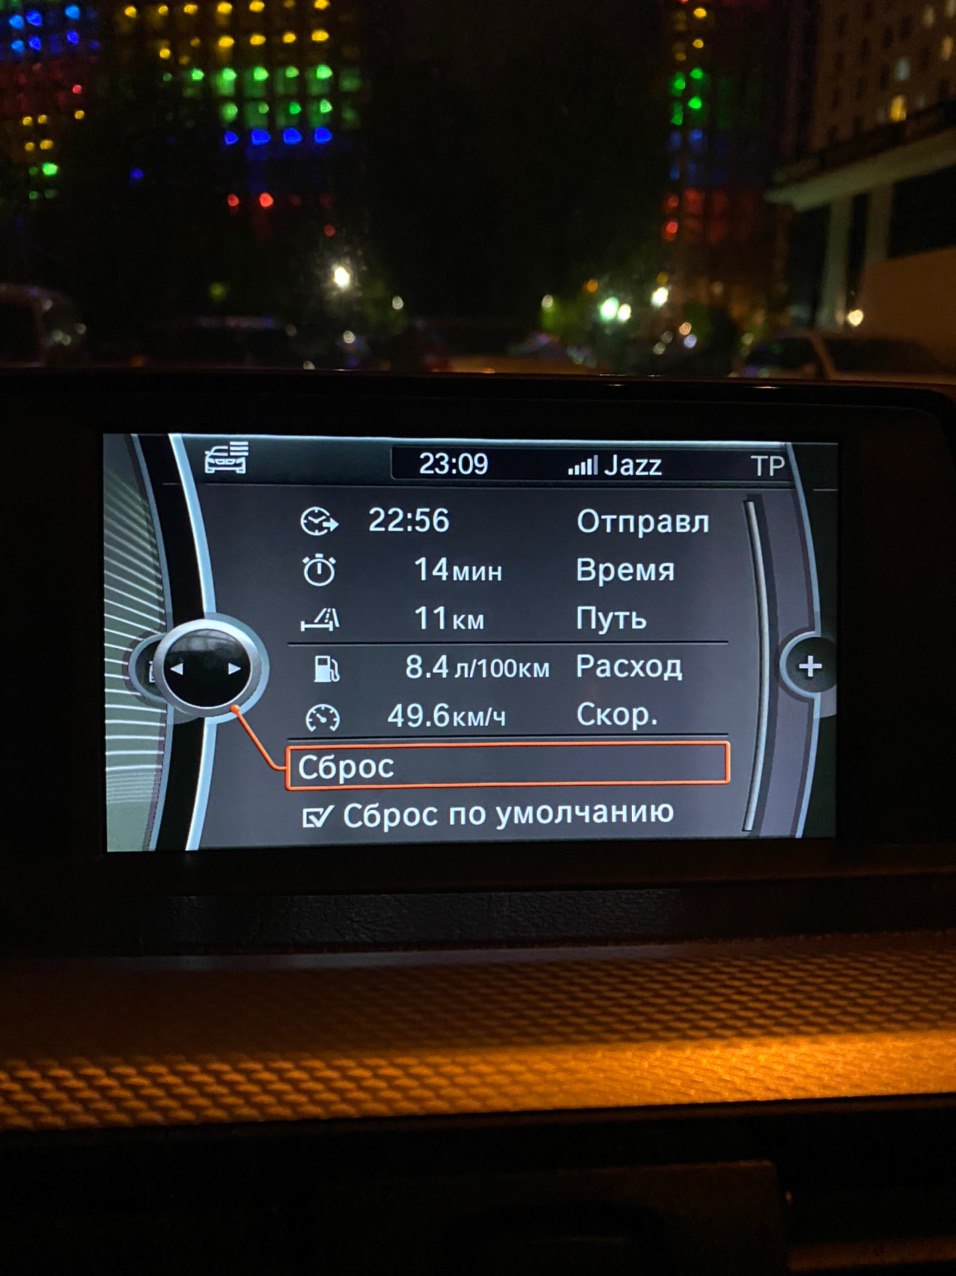 23:09 Jazz TP
22:56 Отправл
14мин Время
11км Путь
8.4 л/100км Расход
49.6км/ч Скор.
Сброс
Сброс по умолчанию